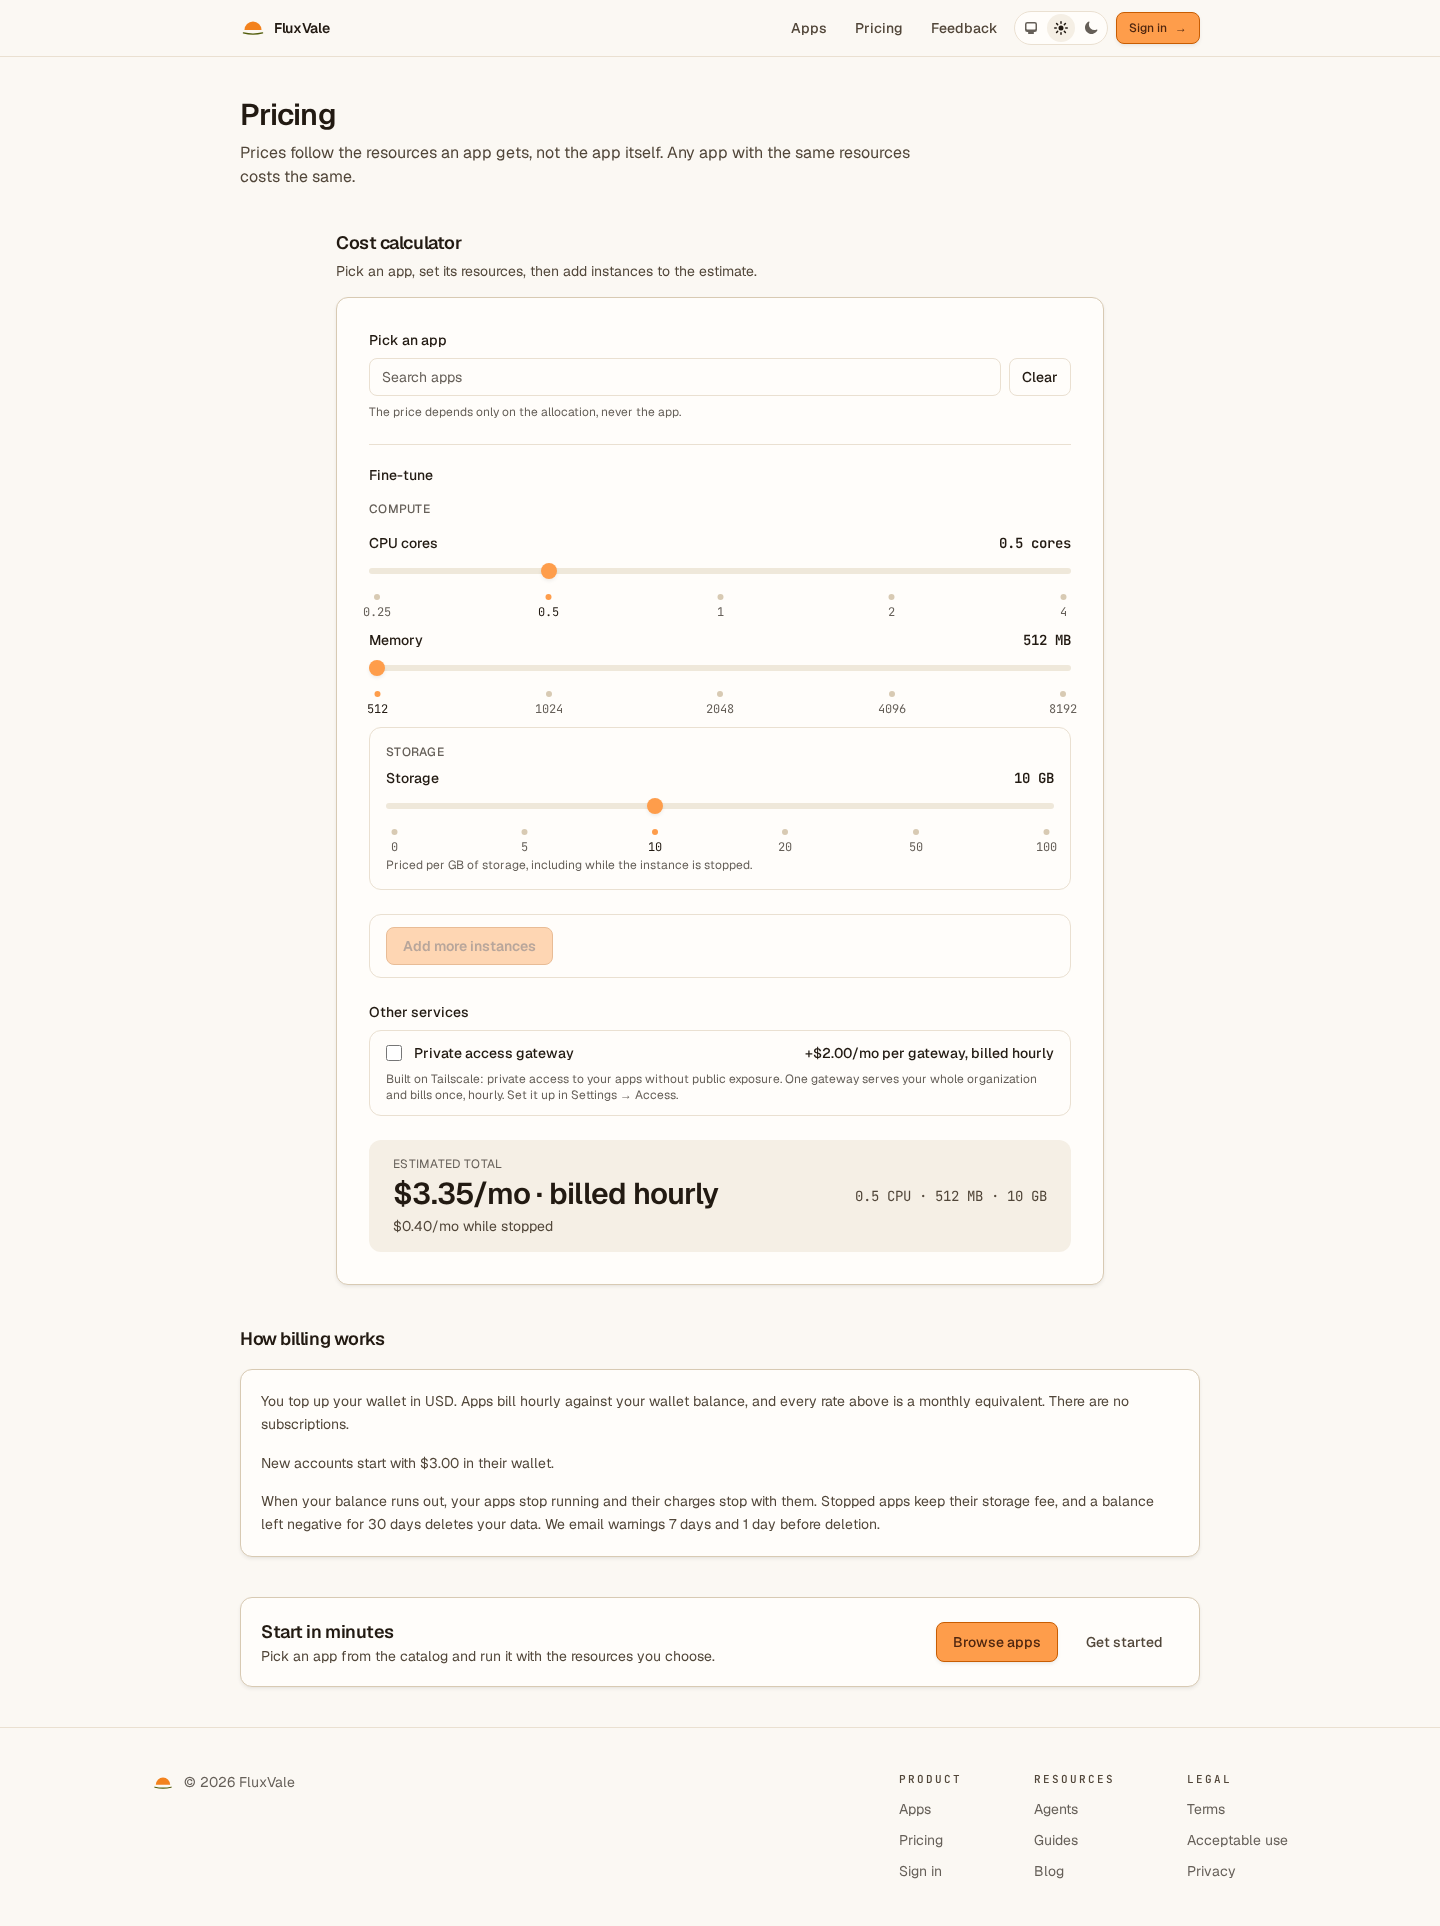 FluxVale
Apps
Pricing
Feedback
Sign in →
Pricing
Prices follow the resources an app gets, not the app itself. Any app with the same resources
costs the same.
Cost calculator
Pick an app, set its resources, then add instances to the estimate.
Pick an app
Search apps
Clear
The price depends only on the allocation, never the app.
Fine-tune
COMPUTE
CPU cores 0.5 cores
0.25 0.5 1 2 4
Memory 512 MB
512 1024 2048 4096 8192
STORAGE
Storage 10 GB
0 5 10 20 50 100
Priced per GB of storage, including while the instance is stopped.
Add more instances
Other services
Private access gateway +$2.00/mo per gateway, billed hourly
Built on Tailscale: private access to your apps without public exposure. One gateway serves your whole organization
and bills once, hourly. Set it up in Settings → Access.
ESTIMATED TOTAL
$3.35/mo · billed hourly
0.5 CPU · 512 MB · 10 GB
$0.40/mo while stopped
How billing works
You top up your wallet in USD. Apps bill hourly against your wallet balance, and every rate above is a monthly equivalent. There are no
subscriptions.
New accounts start with $3.00 in their wallet.
When your balance runs out, your apps stop running and their charges stop with them. Stopped apps keep their storage fee, and a balance
left negative for 30 days deletes your data. We email warnings 7 days and 1 day before deletion.
Start in minutes
Pick an app from the catalog and run it with the resources you choose.
Browse apps
Get started
© 2026 FluxVale
PRODUCT
Apps
Pricing
Sign in
RESOURCES
Agents
Guides
Blog
LEGAL
Terms
Acceptable use
Privacy